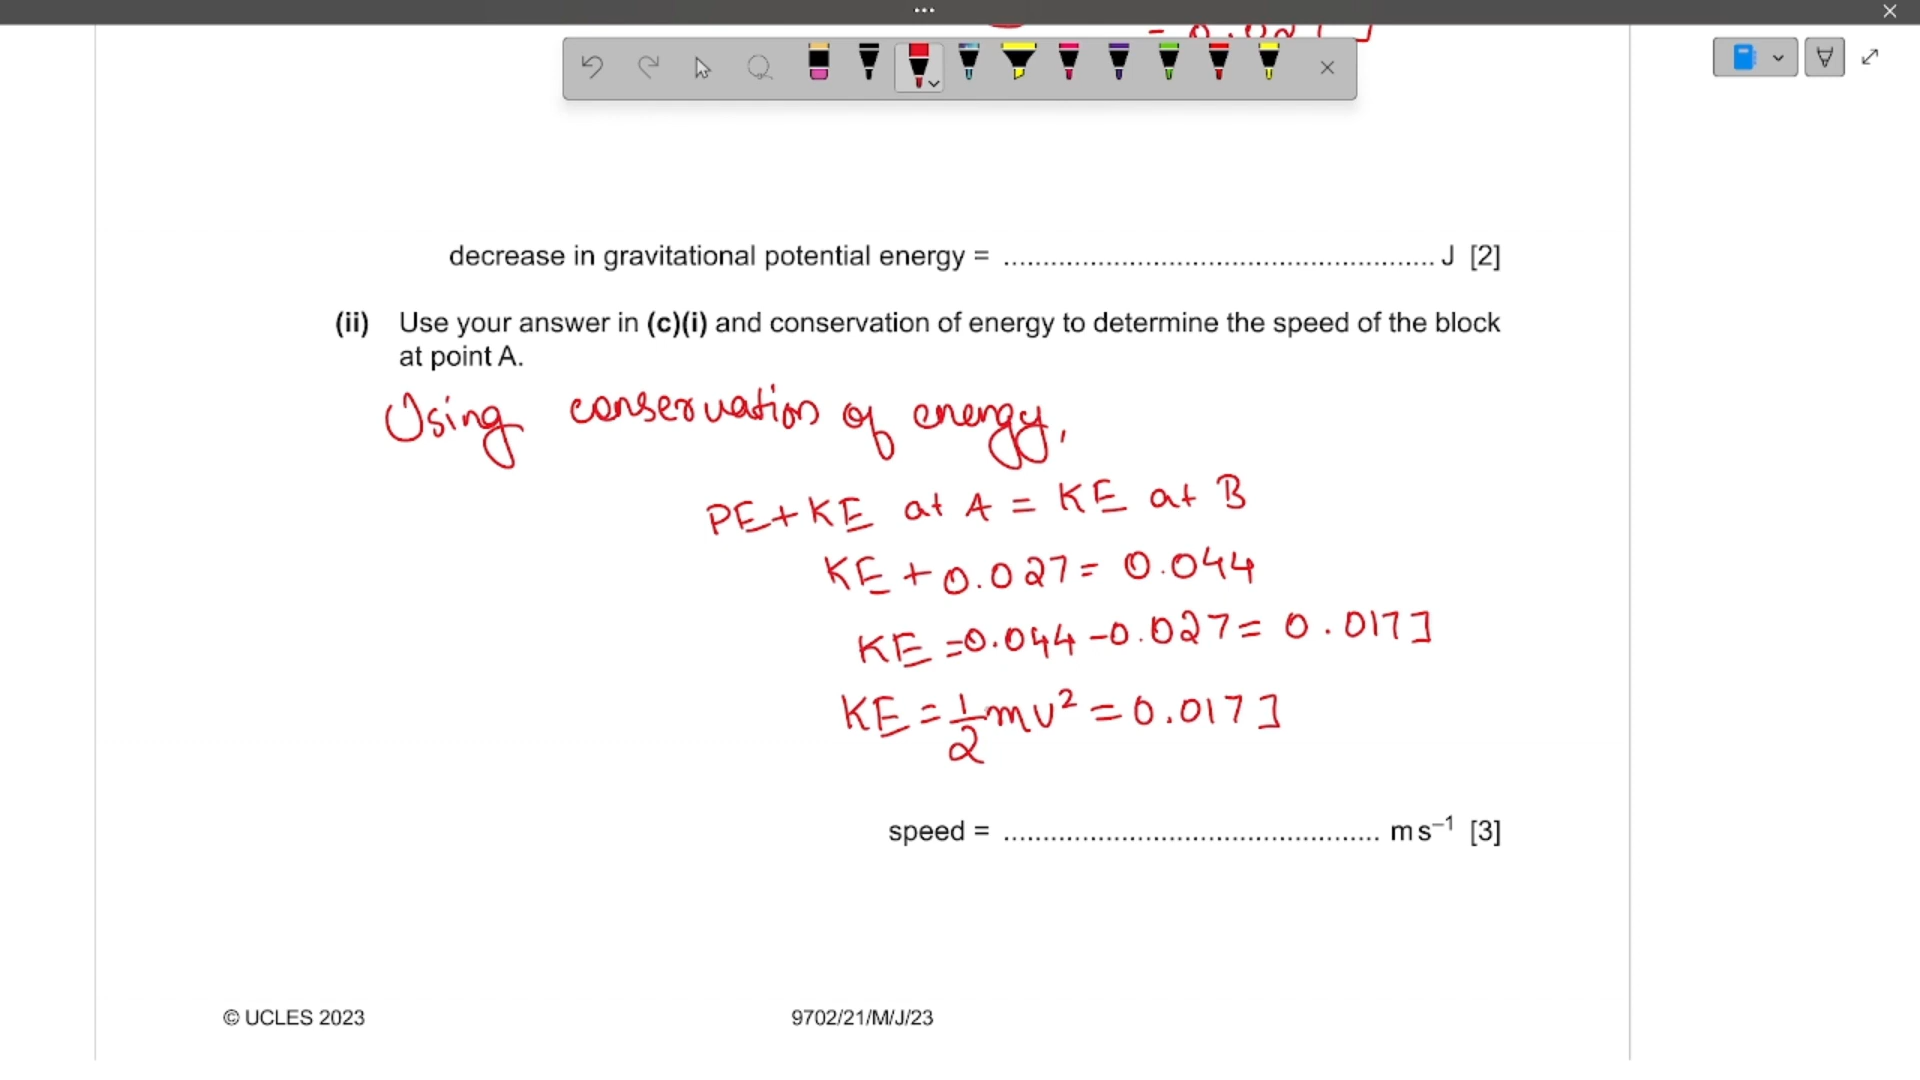 decrease in gravitational potential energy = ...................................................... J [2]
(ii) Use your answer in (c)(i) and conservation of energy to determine the speed of the block
at point A.
Using conservation of energy,
PE+KE at A = KE at B
KE + 0.027 = 0.044
KE = 0.044 - 0.027 = 0.017 J
KE = 1/2 mv² = 0.017 J
speed = ............................................... m s⁻¹ [3]
© UCLES 2023
9702/21/M/J/23